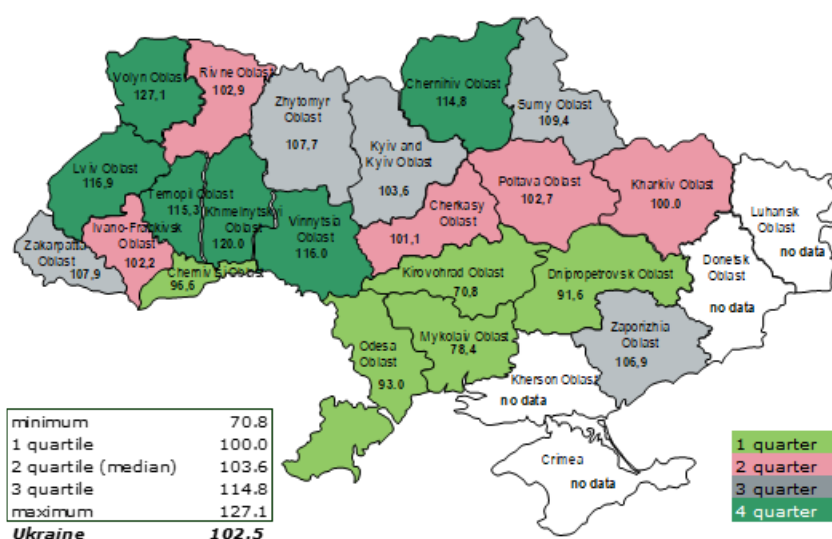 Volyn Oblast
127,1
Rivne Oblast
102,9
Zhytomyr
Oblast
107,7
Chernihiv Oblast
114,8
Sumy Oblast
109.4
Kyiv and
Kyiv Oblast
103,6
Lviv Oblast
116,9
Ternopil Oblast
115,3
Khmelnytskyi
Oblast
120.0
Vinnytsia
Oblast
116.0
Cherkasy
Oblast
101,1
Poltava Oblast
102,7
Kharkiv Oblast
100.0
Luhansk
Oblast
no data
Donetsk
Oblast
no data
Zakarpattia
Oblast
107,9
Ivano-Frankivsk
Oblast
102,2
Chernivtsi Oblast
96,6
Kirovohrad Oblast
70,8
Dnipropetrovsk Oblast
91,6
Zaporizhia
Oblast
106,9
Odesa
Oblast
93.0
Mykolaiv Oblast
78,4
Kherson Oblast
no data
Crimea
no data
minimum 70.8
1 quartile 100.0
2 quartile (median) 103.6
3 quartile 114.8
maximum 127.1
Ukraine 102.5
1 quarter
2 quarter
3 quarter
4 quarter